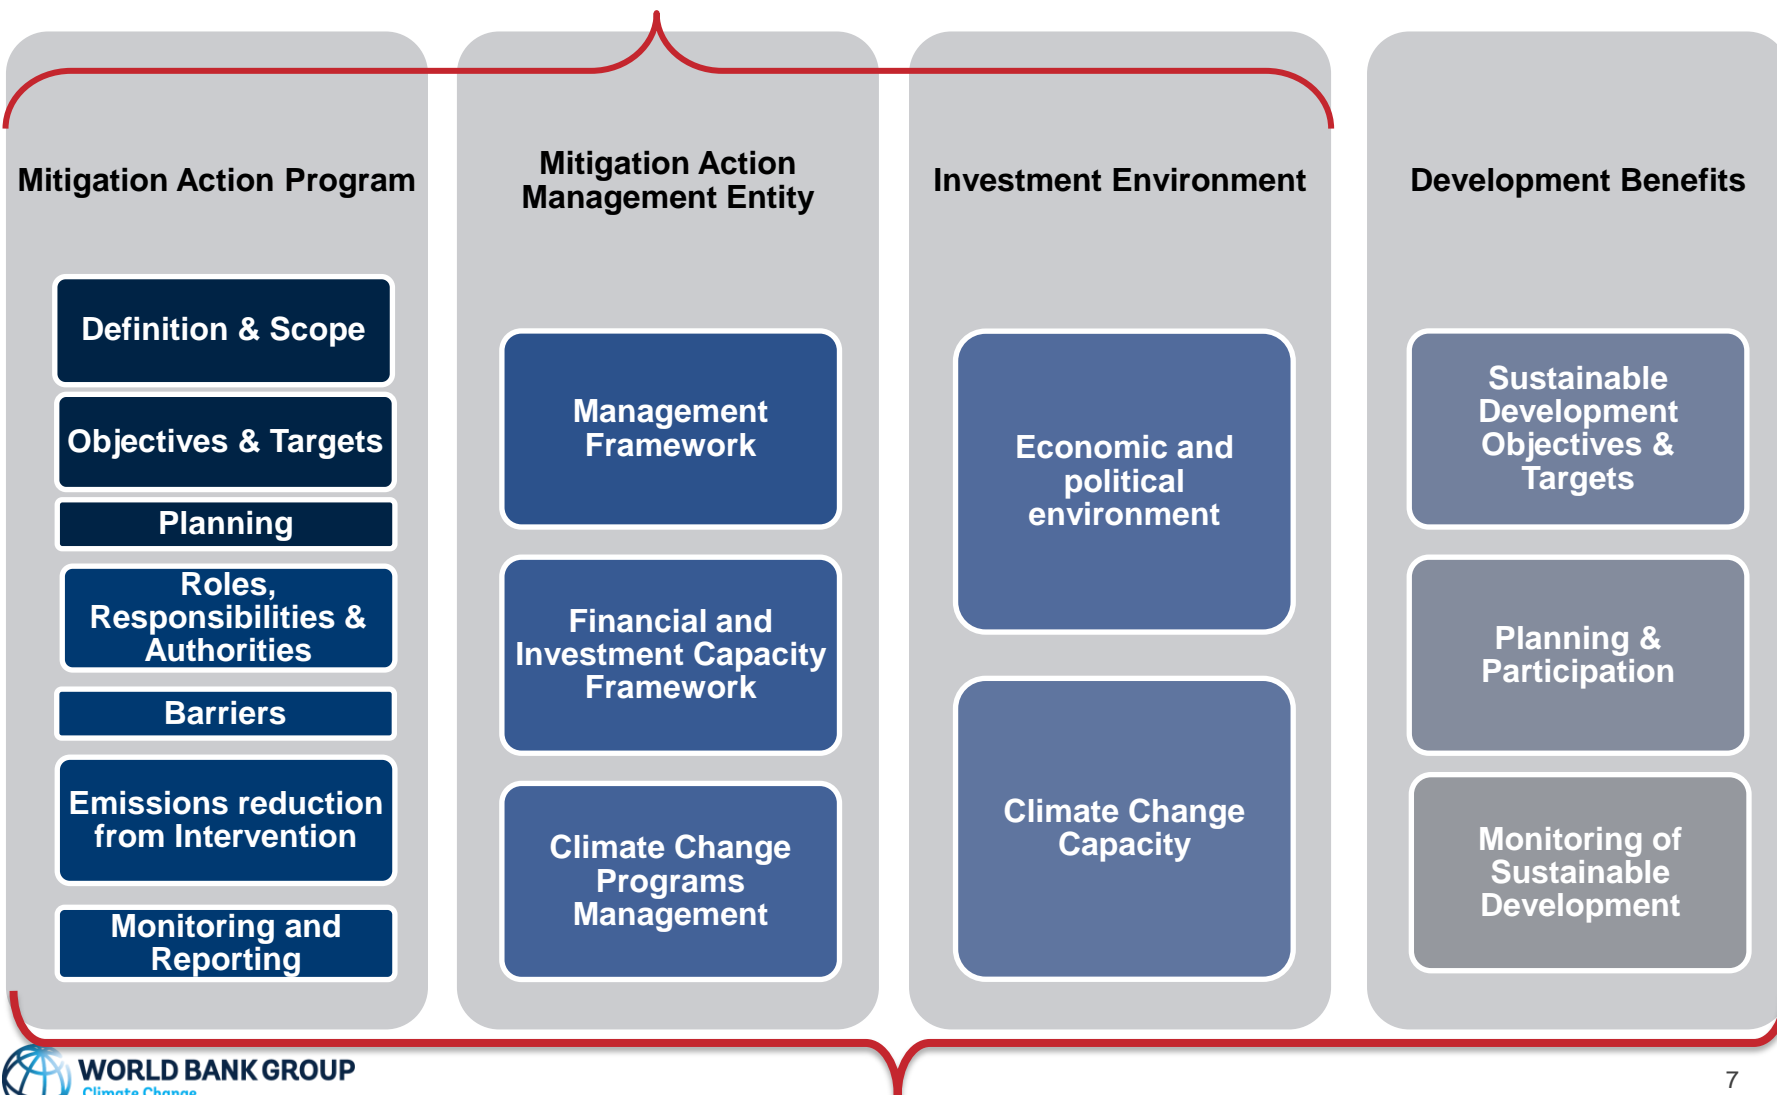 Mitigation Action Program
Definition & Scope
Objectives & Targets
Planning
Roles,
Responsibilities &
Authorities
Barriers
Emissions reduction
from Intervention
Monitoring and
Reporting
Mitigation Action
Management Entity
Management
Framework
Financial and
Investment Capacity
Framework
Climate Change
Programs
Management
Investment Environment
Economic and
political
environment
Climate Change
Capacity
Development Benefits
Sustainable
Development
Objectives &
Targets
Planning &
Participation
Monitoring of
Sustainable
Development
WORLD BANK GROUP
Climate Change
7